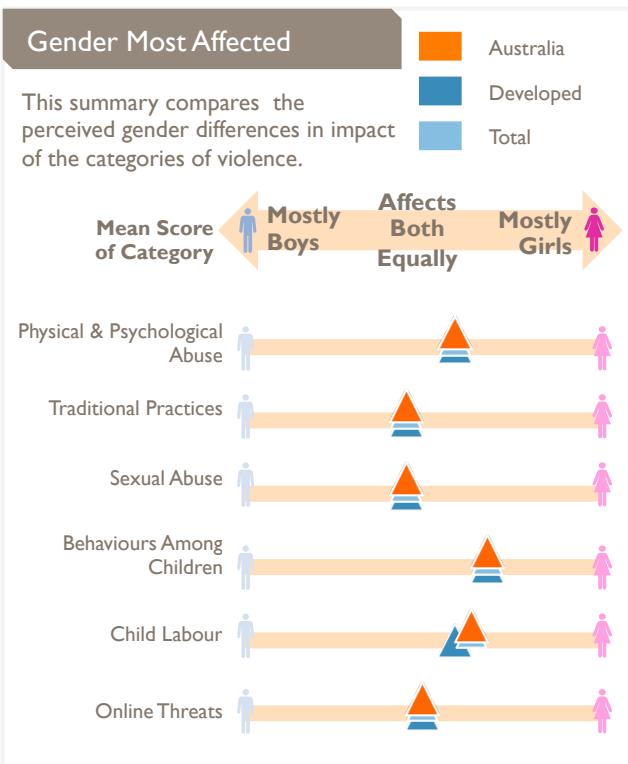 Gender Most Affected
This summary compares the
perceived gender differences in impact
of the categories of violence.
Australia
Developed
Total
Mean Score
of Category
Mostly
Boys
Affects
Both
Equally
Mostly
Girls
Physical & Psychological
Abuse
Traditional Practices
Sexual Abuse
Behaviours Among
Children
Child Labour
Online Threats